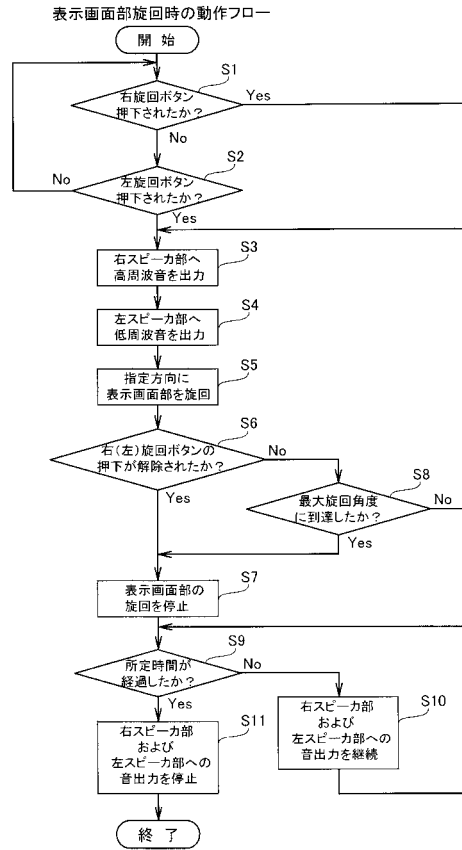 表示画面部旋回時の動作フロー
開始
S1
右旋回ボタン
押下されたか？
Yes
No
S2
左旋回ボタン
押下されたか？
No
Yes
S3
右スピーカ部へ
高周波音を出力
S4
左スピーカ部へ
低周波音を出力
S5
指定方向に
表示画面部を旋回
S6
右(左)旋回ボタンの
押下が解除されたか？
No
Yes
S8
最大旋回角度
に到達したか？
No
Yes
S7
表示画面部の
旋回を停止
S9
所定時間が
経過したか？
No
Yes
S10
右スピーカ部
および
左スピーカ部への
音出力を継続
S11
右スピーカ部
および
左スピーカ部への
音出力を停止
終了